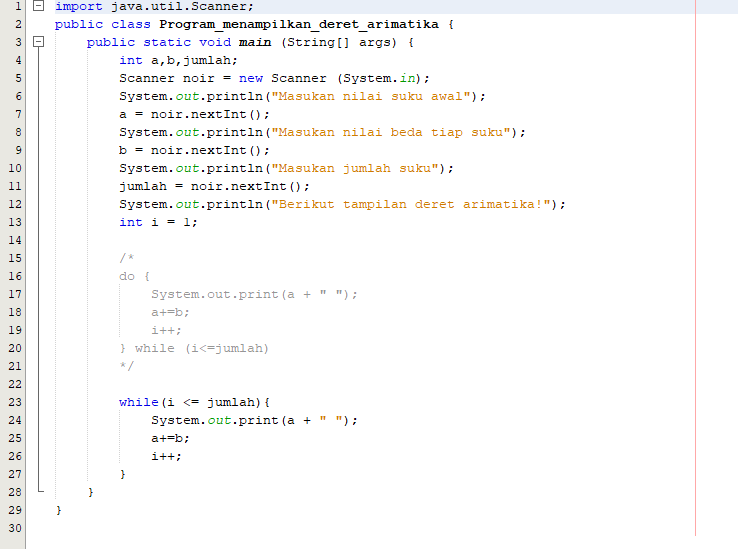 1 import java.util.Scanner;
2 public class Program_menampilkan_deret_arimatika {
3 public static void main (String[] args) {
4 int a,b,jumlah;
5 Scanner noir = new Scanner (System.in);
6 System.out.println("Masukan nilai suku awal");
7 a = noir.nextInt();
8 System.out.println("Masukan nilai beda tiap suku");
9 b = noir.nextInt();
10 System.out.println("Masukan jumlah suku");
11 jumlah = noir.nextInt();
12 System.out.println("Berikut tampilan deret arimatika!");
13 int i = 1;
14
15 /*
16 do {
17 System.out.print(a + " ");
18 a+=b;
19 i++;
20 } while (i<=jumlah)
21 */
22
23 while(i <= jumlah){
24 System.out.print(a + " ");
25 a+=b;
26 i++;
27 }
28 }
29 }
30